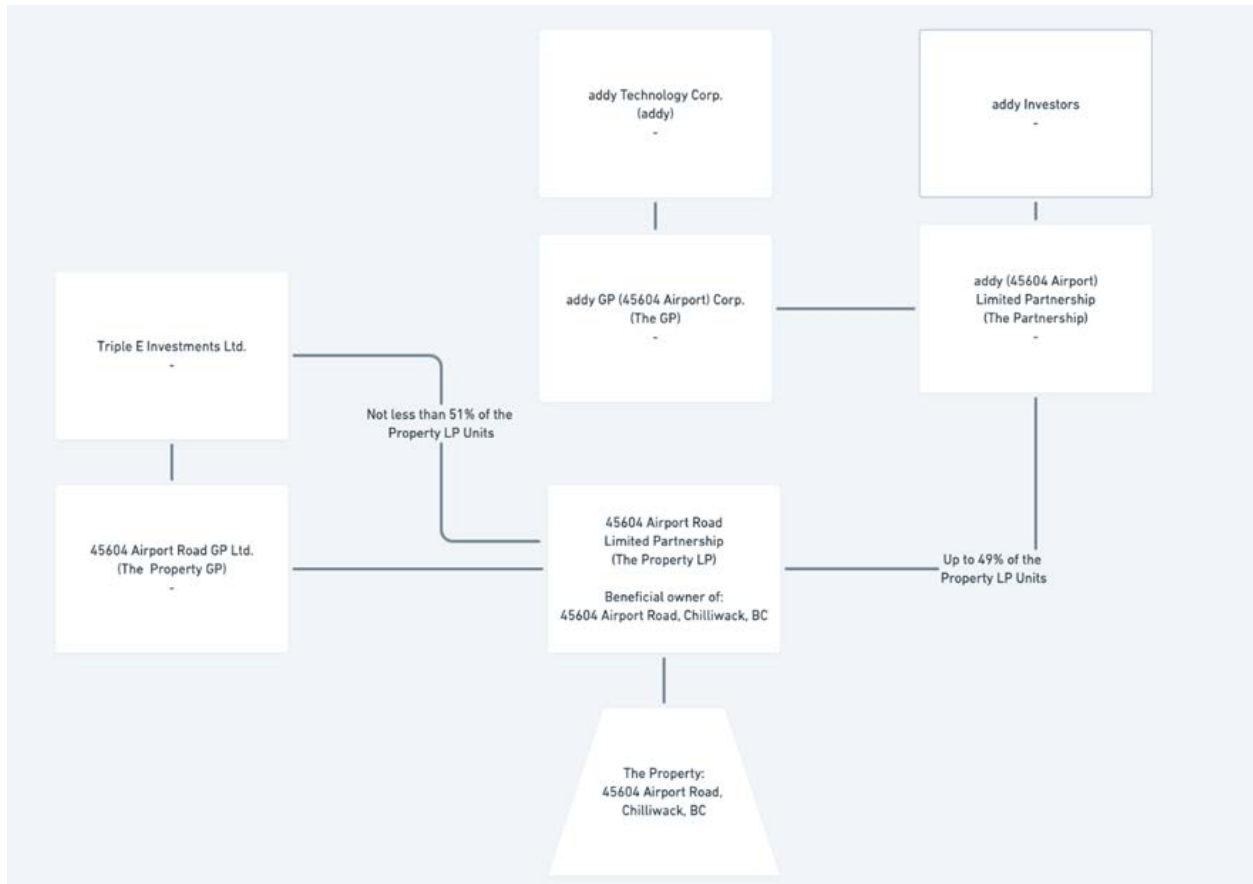 addy Technology Corp.
(addy)
-
addy Investors
-
addy GP (45604 Airport) Corp.
(The GP)
-
addy (45604 Airport)
Limited Partnership
(The Partnership)
-
Triple E Investments Ltd.
-
Not less than 51% of the
Property LP Units
45604 Airport Road GP Ltd.
(The Property GP)
-
45604 Airport Road
Limited Partnership
(The Property LP)
Beneficial owner of:
45604 Airport Road, Chilliwack, BC
Up to 49% of the
Property LP Units
The Property:
45604 Airport Road,
Chilliwack, BC